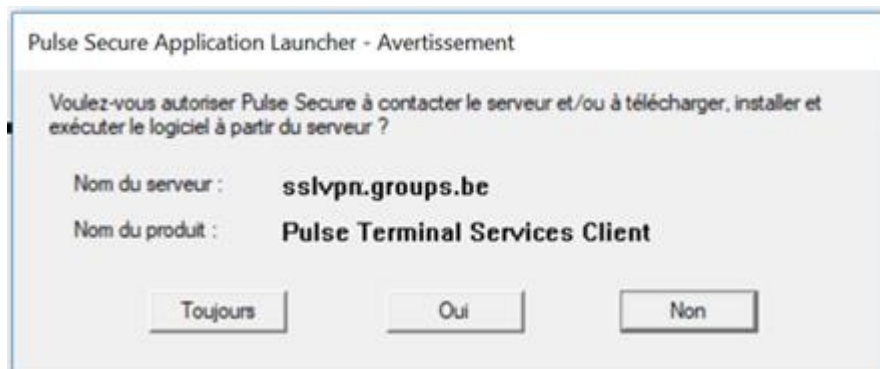 Pulse Secure Application Launcher - Avertissement
Voulez-vous autoriser Pulse Secure à contacter le serveur et/ou à télécharger, installer et
exécuter le logiciel à partir du serveur ?
Nom du serveur : sslvpn.groups.be
Nom du produit : Pulse Terminal Services Client
Toujours Oui Non